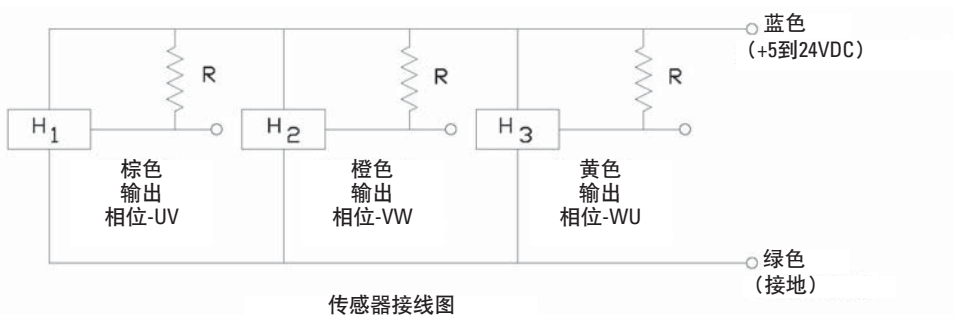 蓝色
(+5到24VDC)
R
R
R
H1
H2
H3
棕色
输出
相位-UV
橙色
输出
相位-VW
黄色
输出
相位-WU
绿色
(接地)
传感器接线图